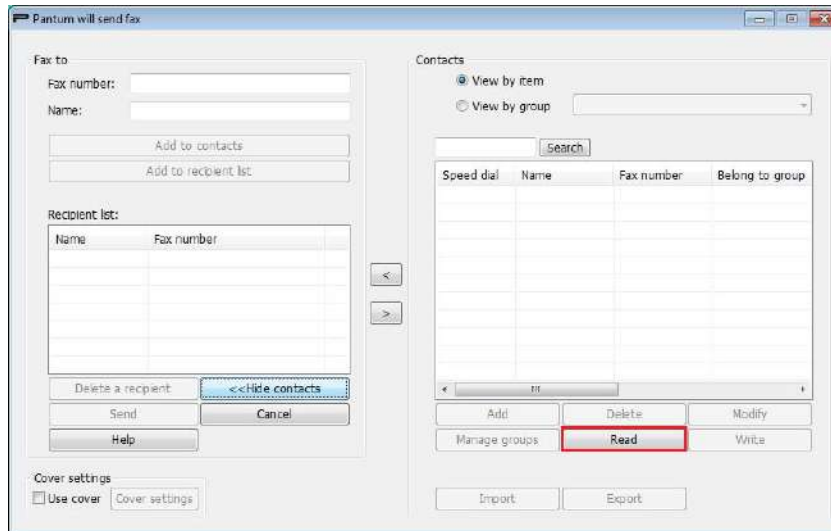 Pantum will send fax
Fax to
Fax number:
Name:
Add to contacts
Add to recipient list
Recipient list:
Name Fax number
Delete a recipient <<Hide contacts
Send Cancel
Help
Cover settings
Use cover Cover settings
<
>
Contacts
View by item
View by group
Search
Speed dial Name Fax number Belong to group
Add Delete Modify
Manage groups Read Write
Import Export